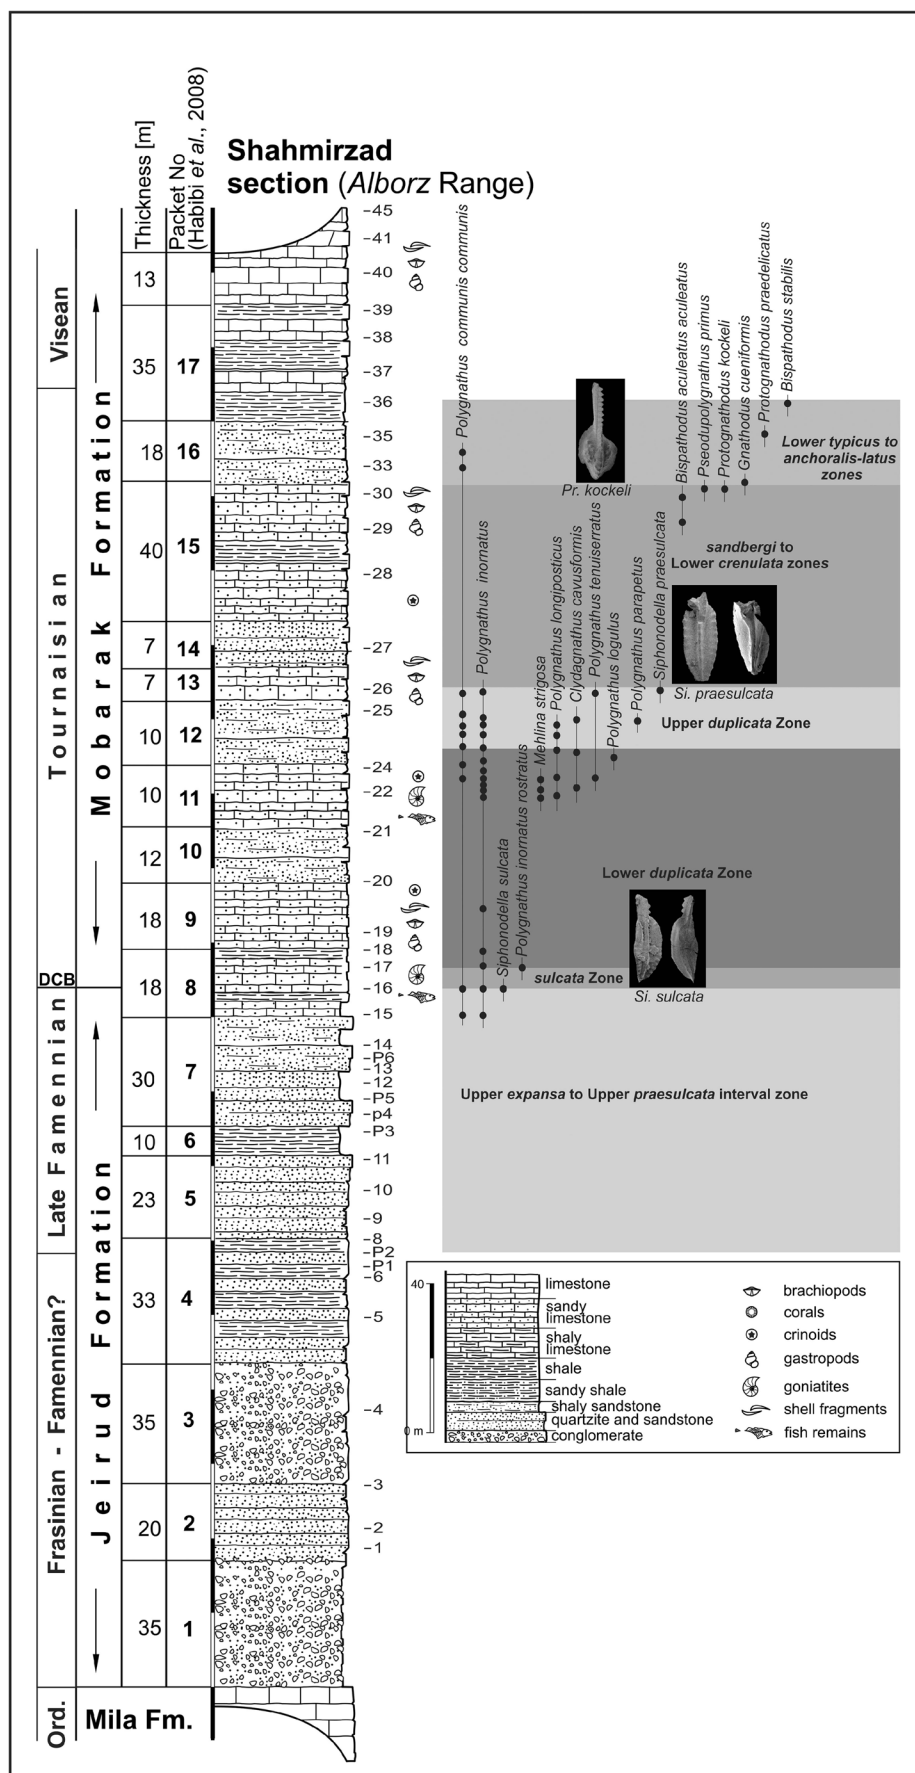 Thickness [m]
Packet No
(Habibi et al., 2008)
Shahmirzad
section (Alborz Range)
Visean
Tournaisian
DCB
Late Famennian
Frasinian - Famennian?
Ord.
Mobarak Formation
Jeirud Formation
Mila Fm.
13
35
17
18
16
40
15
7
14
7
13
10
12
10
11
12
10
18
9
18
8
30
7
10
6
23
5
33
4
35
3
20
2
35
1
-45
-41
-40
-39
-38
-37
-36
-35
-33
-30
-29
-28
-27
-26
-25
-24
-22
-21
-20
-19
-18
-17
-16
-15
-14
-P6
-13
-12
-P5
-p4
-P3
-11
-10
-9
-8
-P2
-P1
-6
-5
-4
-3
-2
-1
Polygnathus communis communis
Polygnathus inornatus
Siphonodella sulcata
Polygnathus inornatus rostratus
Mehlina strigosa
Polygnathus longiposticus
Clydagnathus cavusformis
Polygnathus tenuiserratus
Polygnathus logulus
Polygnathus parapetus
Siphonodella praesulcata
Bispathodus aculeatus aculeatus
Pseodupolygnathus primus
Protognathodus kockeli
Gnathodus cueniformis
Protognathodus praedelicatus
Bispathodus stabilis
Pr. kockeli
Lower typicus to
anchoralis-latus
zones
sandbergi to
Lower crenulata zones
Si. praesulcata
Upper duplicata Zone
Lower duplicata Zone
sulcata Zone
Si. sulcata
Upper expansa to Upper praesulcata interval zone
40
0 m
limestone
sandy
limestone
shaly
limestone
shale
sandy shale
shaly sandstone
quartzite and sandstone
conglomerate
brachiopods
corals
crinoids
gastropods
goniatites
shell fragments
fish remains